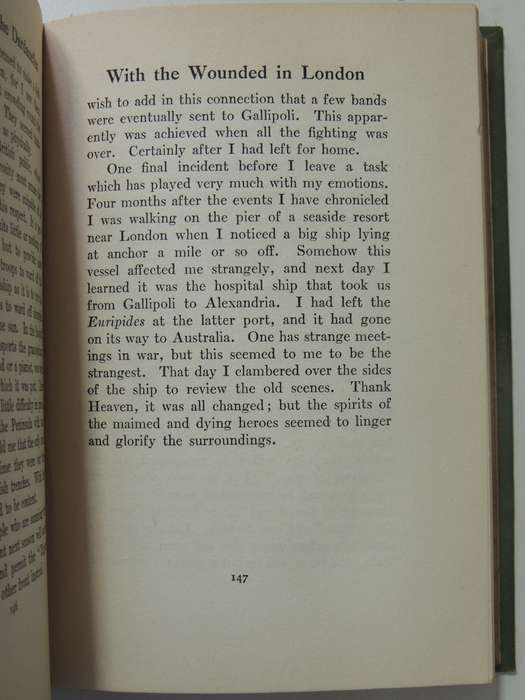 the Dardanelles
With the Wounded in London
wish to add in this connection that a few bands
were eventually sent to Gallipoli. This appar-
ently was achieved when all the fighting was
over. Certainly after I had left for home.
One final incident before I leave a task
which has played very much with my emotions.
Four months after the events I have chronicled
I was walking on the pier of a seaside resort
near London when I noticed a big ship lying
at anchor a mile or so off. Somehow this
vessel affected me strangely, and next day I
learned it was the hospital ship that took us
from Gallipoli to Alexandria. I had left the
Euripides at the latter port, and it had gone
on its way to Australia. One has strange meet-
ings in war, but this seemed to me to be the
strangest. That day I clambered over the sides
of the ship to review the old scenes. Thank
Heaven, it was all changed; but the spirits of
the maimed and dying heroes seemed to linger
and glorify the surroundings.
147
146